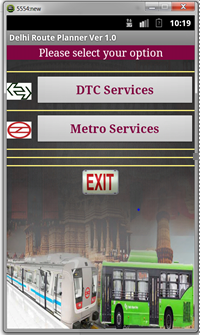 5554:new
10:19
Delhi Route Planner Ver 1.0
Please select your option
DTC Services
Metro Services
EXIT